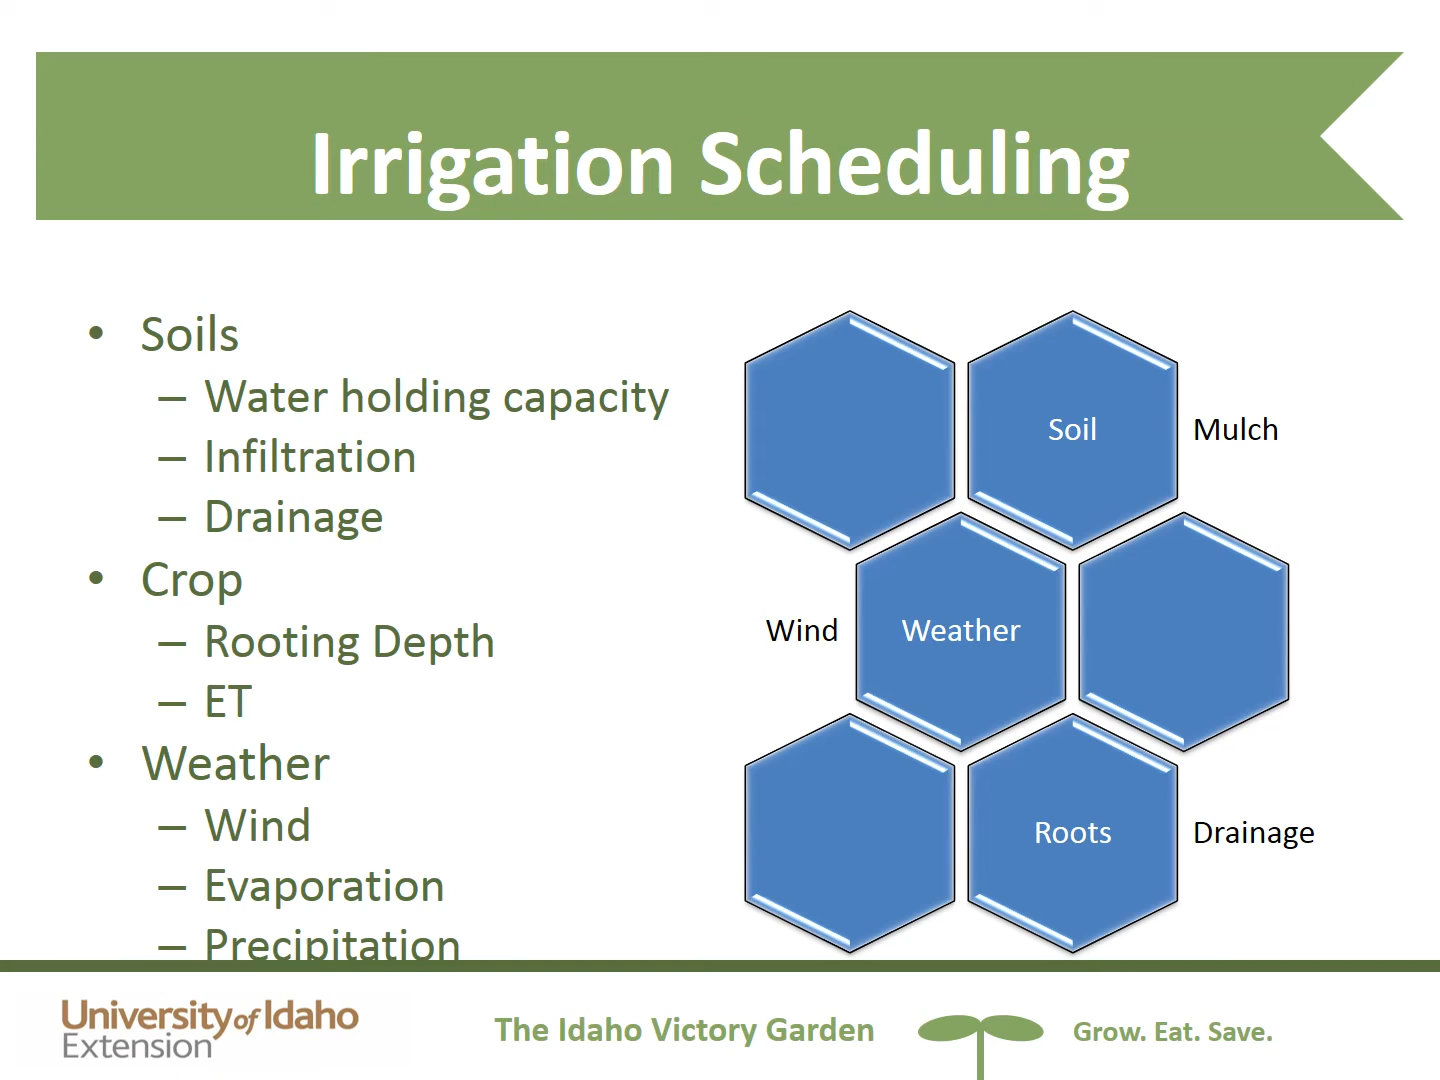 Irrigation Scheduling
• Soils
– Water holding capacity
– Infiltration
– Drainage
• Crop
– Rooting Depth
– ET
• Weather
– Wind
– Evaporation
– Precipitation
Soil
Mulch
Wind
Weather
Roots
Drainage
University of Idaho
Extension
The Idaho Victory Garden
Grow. Eat. Save.